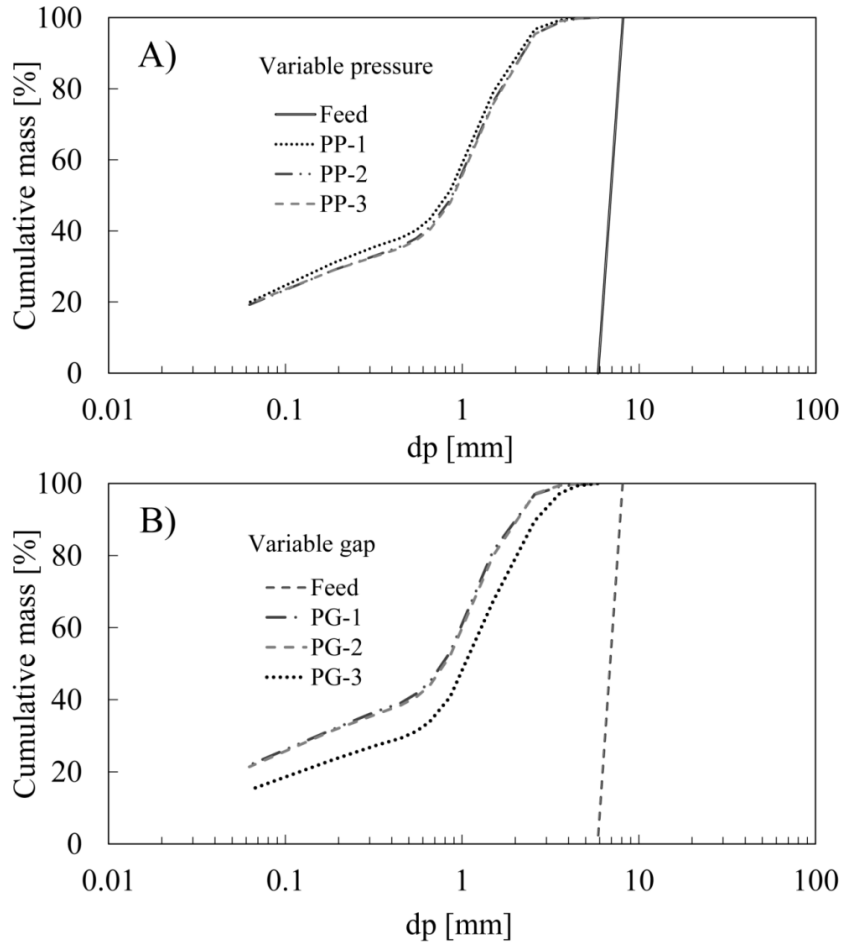 A)
Variable pressure
Feed
PP-1
PP-2
PP-3
Cumulative mass [%]
100
80
60
40
20
0
0.01 0.1 1 10 100
dp [mm]
B)
Variable gap
Feed
PG-1
PG-2
PG-3
Cumulative mass [%]
100
80
60
40
20
0
0.01 0.1 1 10 100
dp [mm]